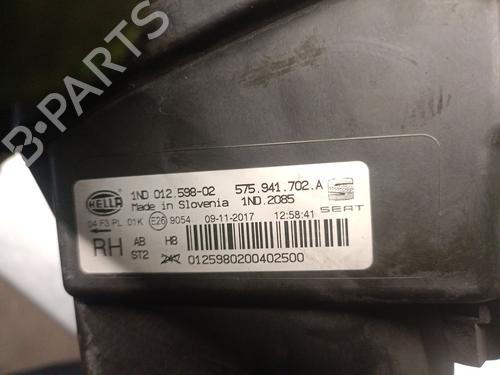 B-PARTS
HELLA 1ND 012.598-02 575.941.702.A
Made in Slovenia 1ND.2085
SEAT
04 F3 PL 01K E26 9054 09-11-2017 12:58:41
RH AB H8
ST2 0125980200402500